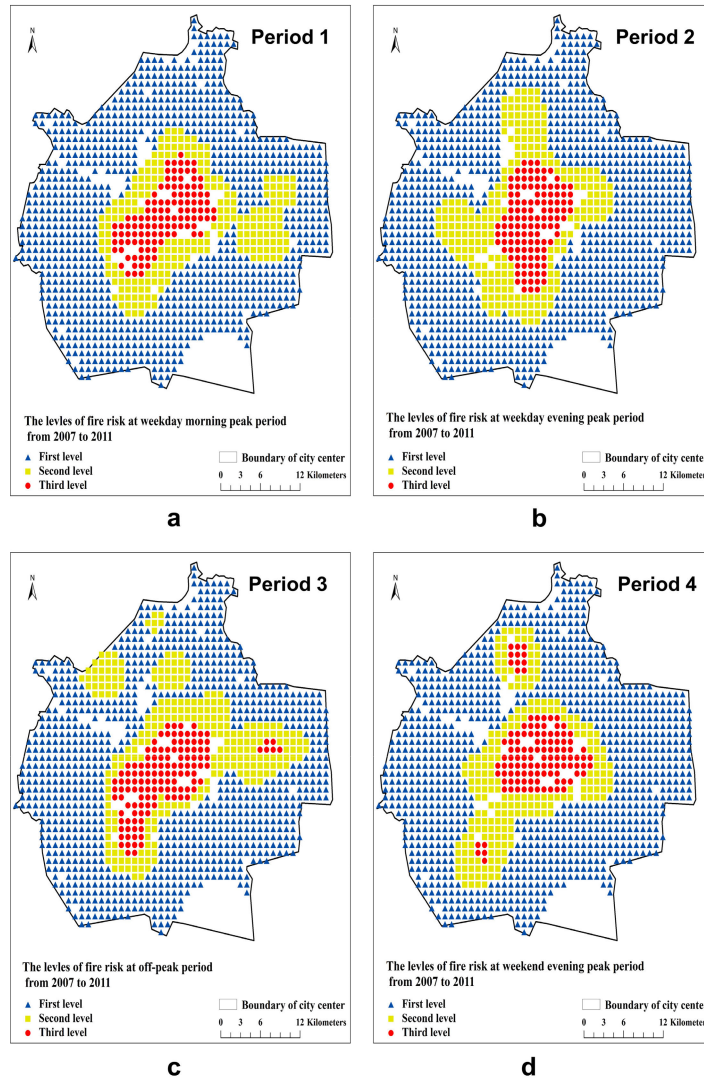 N
Period 1
The levles of fire risk at weekday morning peak period
from 2007 to 2011
First level
Second level
Third level
Boundary of city center
0 3 6 12 Kilometers
a
N
Period 2
The levles of fire risk at weekday evening peak period
from 2007 to 2011
First level
Second level
Third level
Boundary of city center
0 3 6 12 Kilometers
b
N
Period 3
The levles of fire risk at off-peak period
from 2007 to 2011
First level
Second level
Third level
Boundary of city center
0 3 6 12 Kilometers
c
N
Period 4
The levles of fire risk at weekend evening peak period
from 2007 to 2011
First level
Second level
Third level
Boundary of city center
0 3 6 12 Kilometers
d